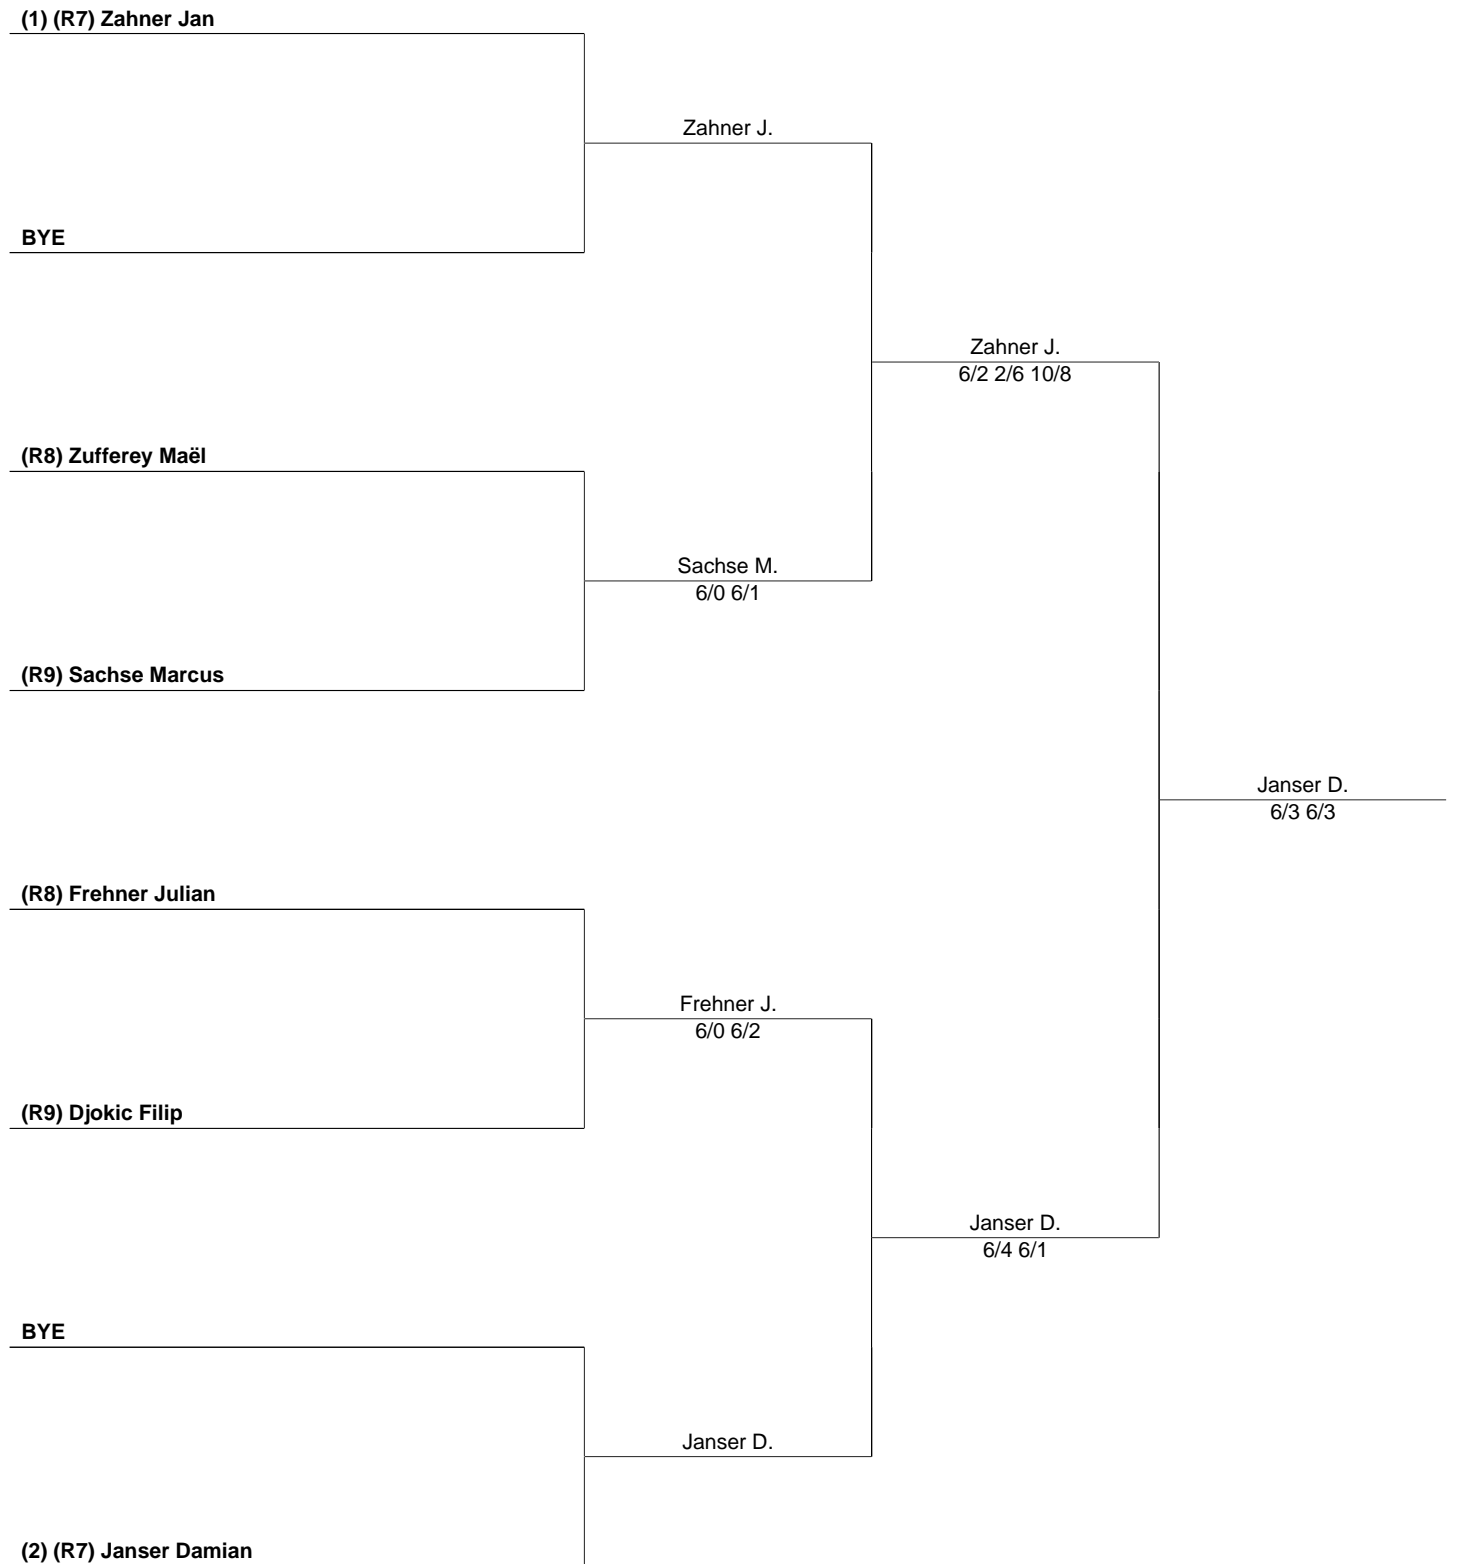 (1) (R7) Zahner Jan
Zahner J.
BYE
Zahner J.
6/2 2/6 10/8
(R8) Zufferey Maël
Sachse M.
6/0 6/1
(R9) Sachse Marcus
Janser D.
6/3 6/3
(R8) Frehner Julian
Frehner J.
6/0 6/2
(R9) Djokic Filip
Janser D.
6/4 6/1
BYE
Janser D.
(2) (R7) Janser Damian